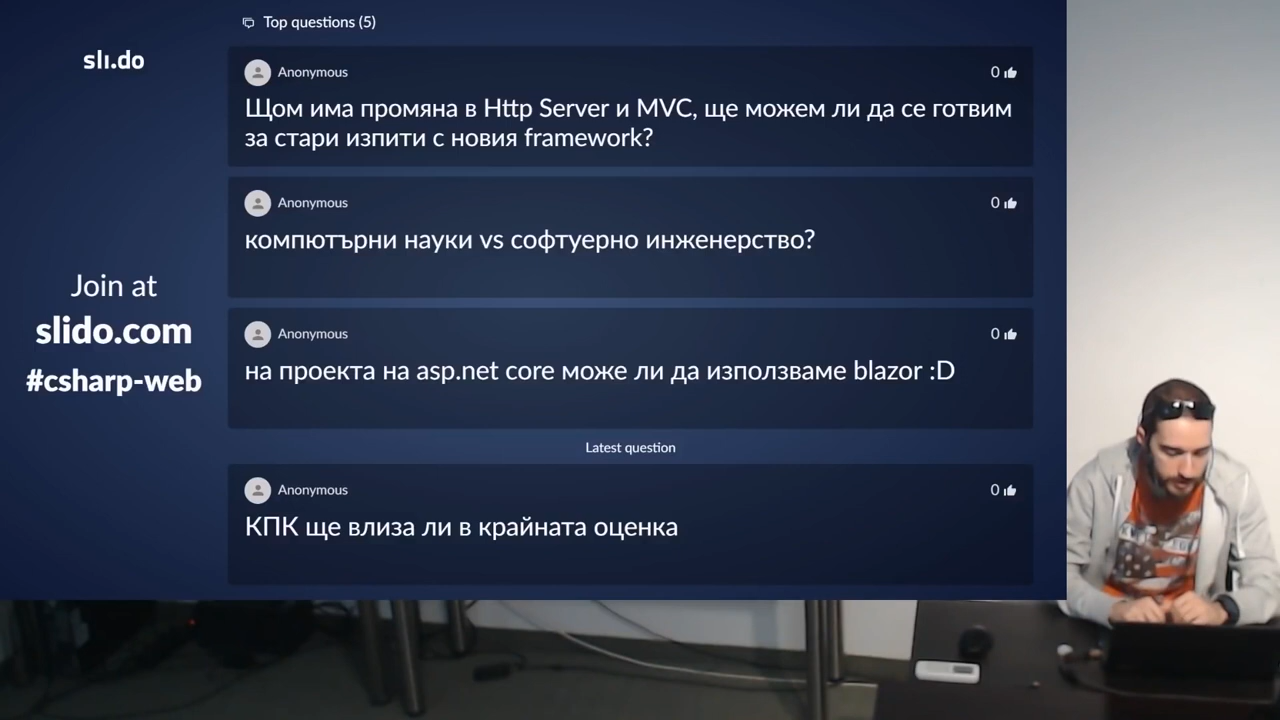 Top questions (5)
sli.do
Anonymous
0
Щом има промяна в Http Server и MVC, ще можем ли да се готвим
за стари изпити с новия framework?
Anonymous
0
компютърни науки vs софтуерно инженерство?
Join at
slido.com
#csharp-web
Anonymous
0
на проекта на asp.net core може ли да използваме blazor :D
Latest question
Anonymous
0
КПК ще влиза ли в крайната оценка